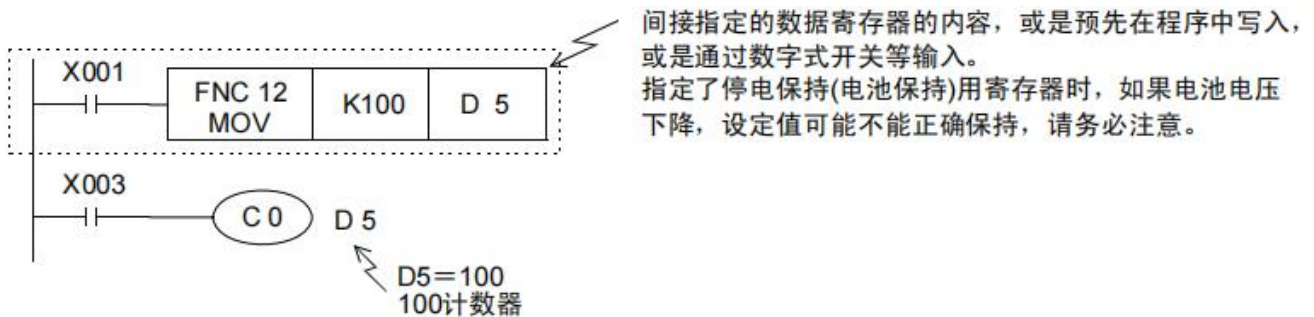 间接指定的数据寄存器的内容，或是预先在程序中写入，
或是通过数字式开关等输入。
指定了停电保持(电池保持)用寄存器时，如果电池电压
下降，设定值可能不能正确保持，请务必注意。
X001
FNC 12
MOV
K100
D 5
X003
C 0
D 5
D5＝100
100计数器